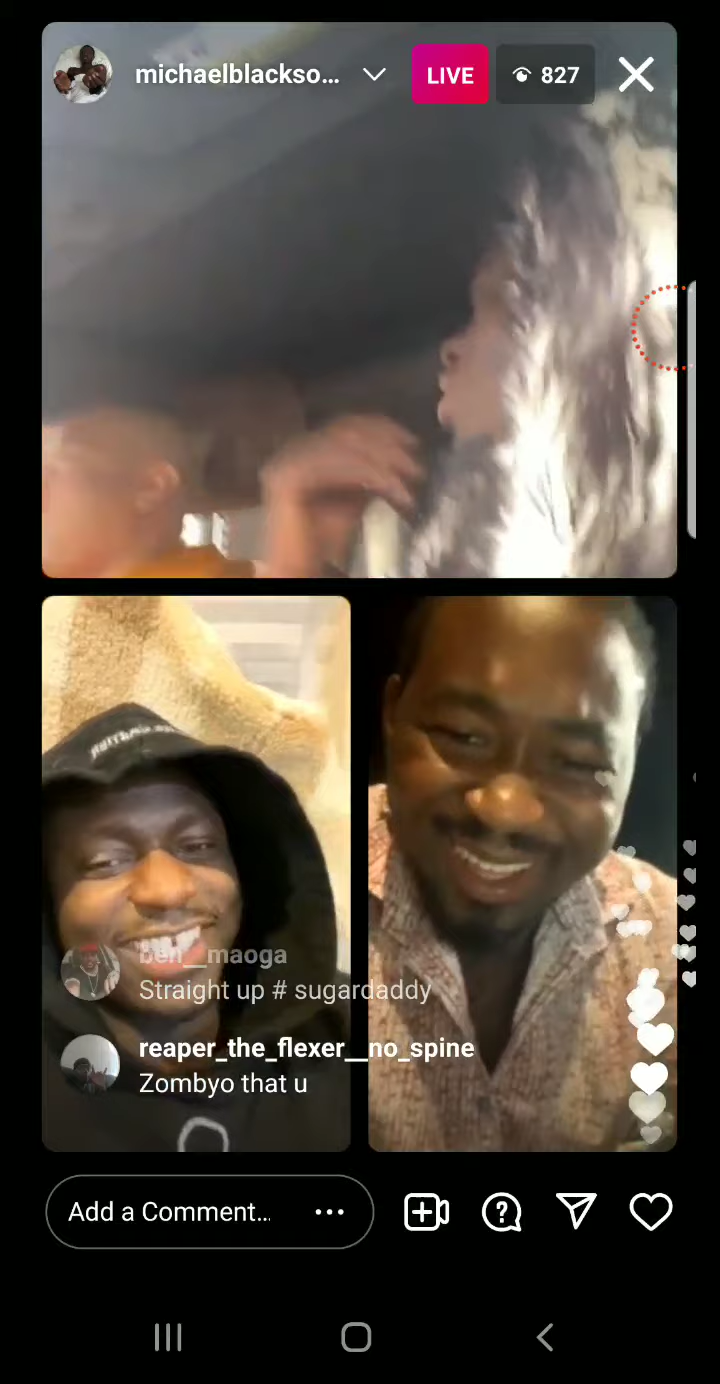 michaelblackso...
LIVE
827
ben__maoga
Straight up # sugardaddy
reaper_the_flexer__no_spine
Zombyo that u
Add a Comment...